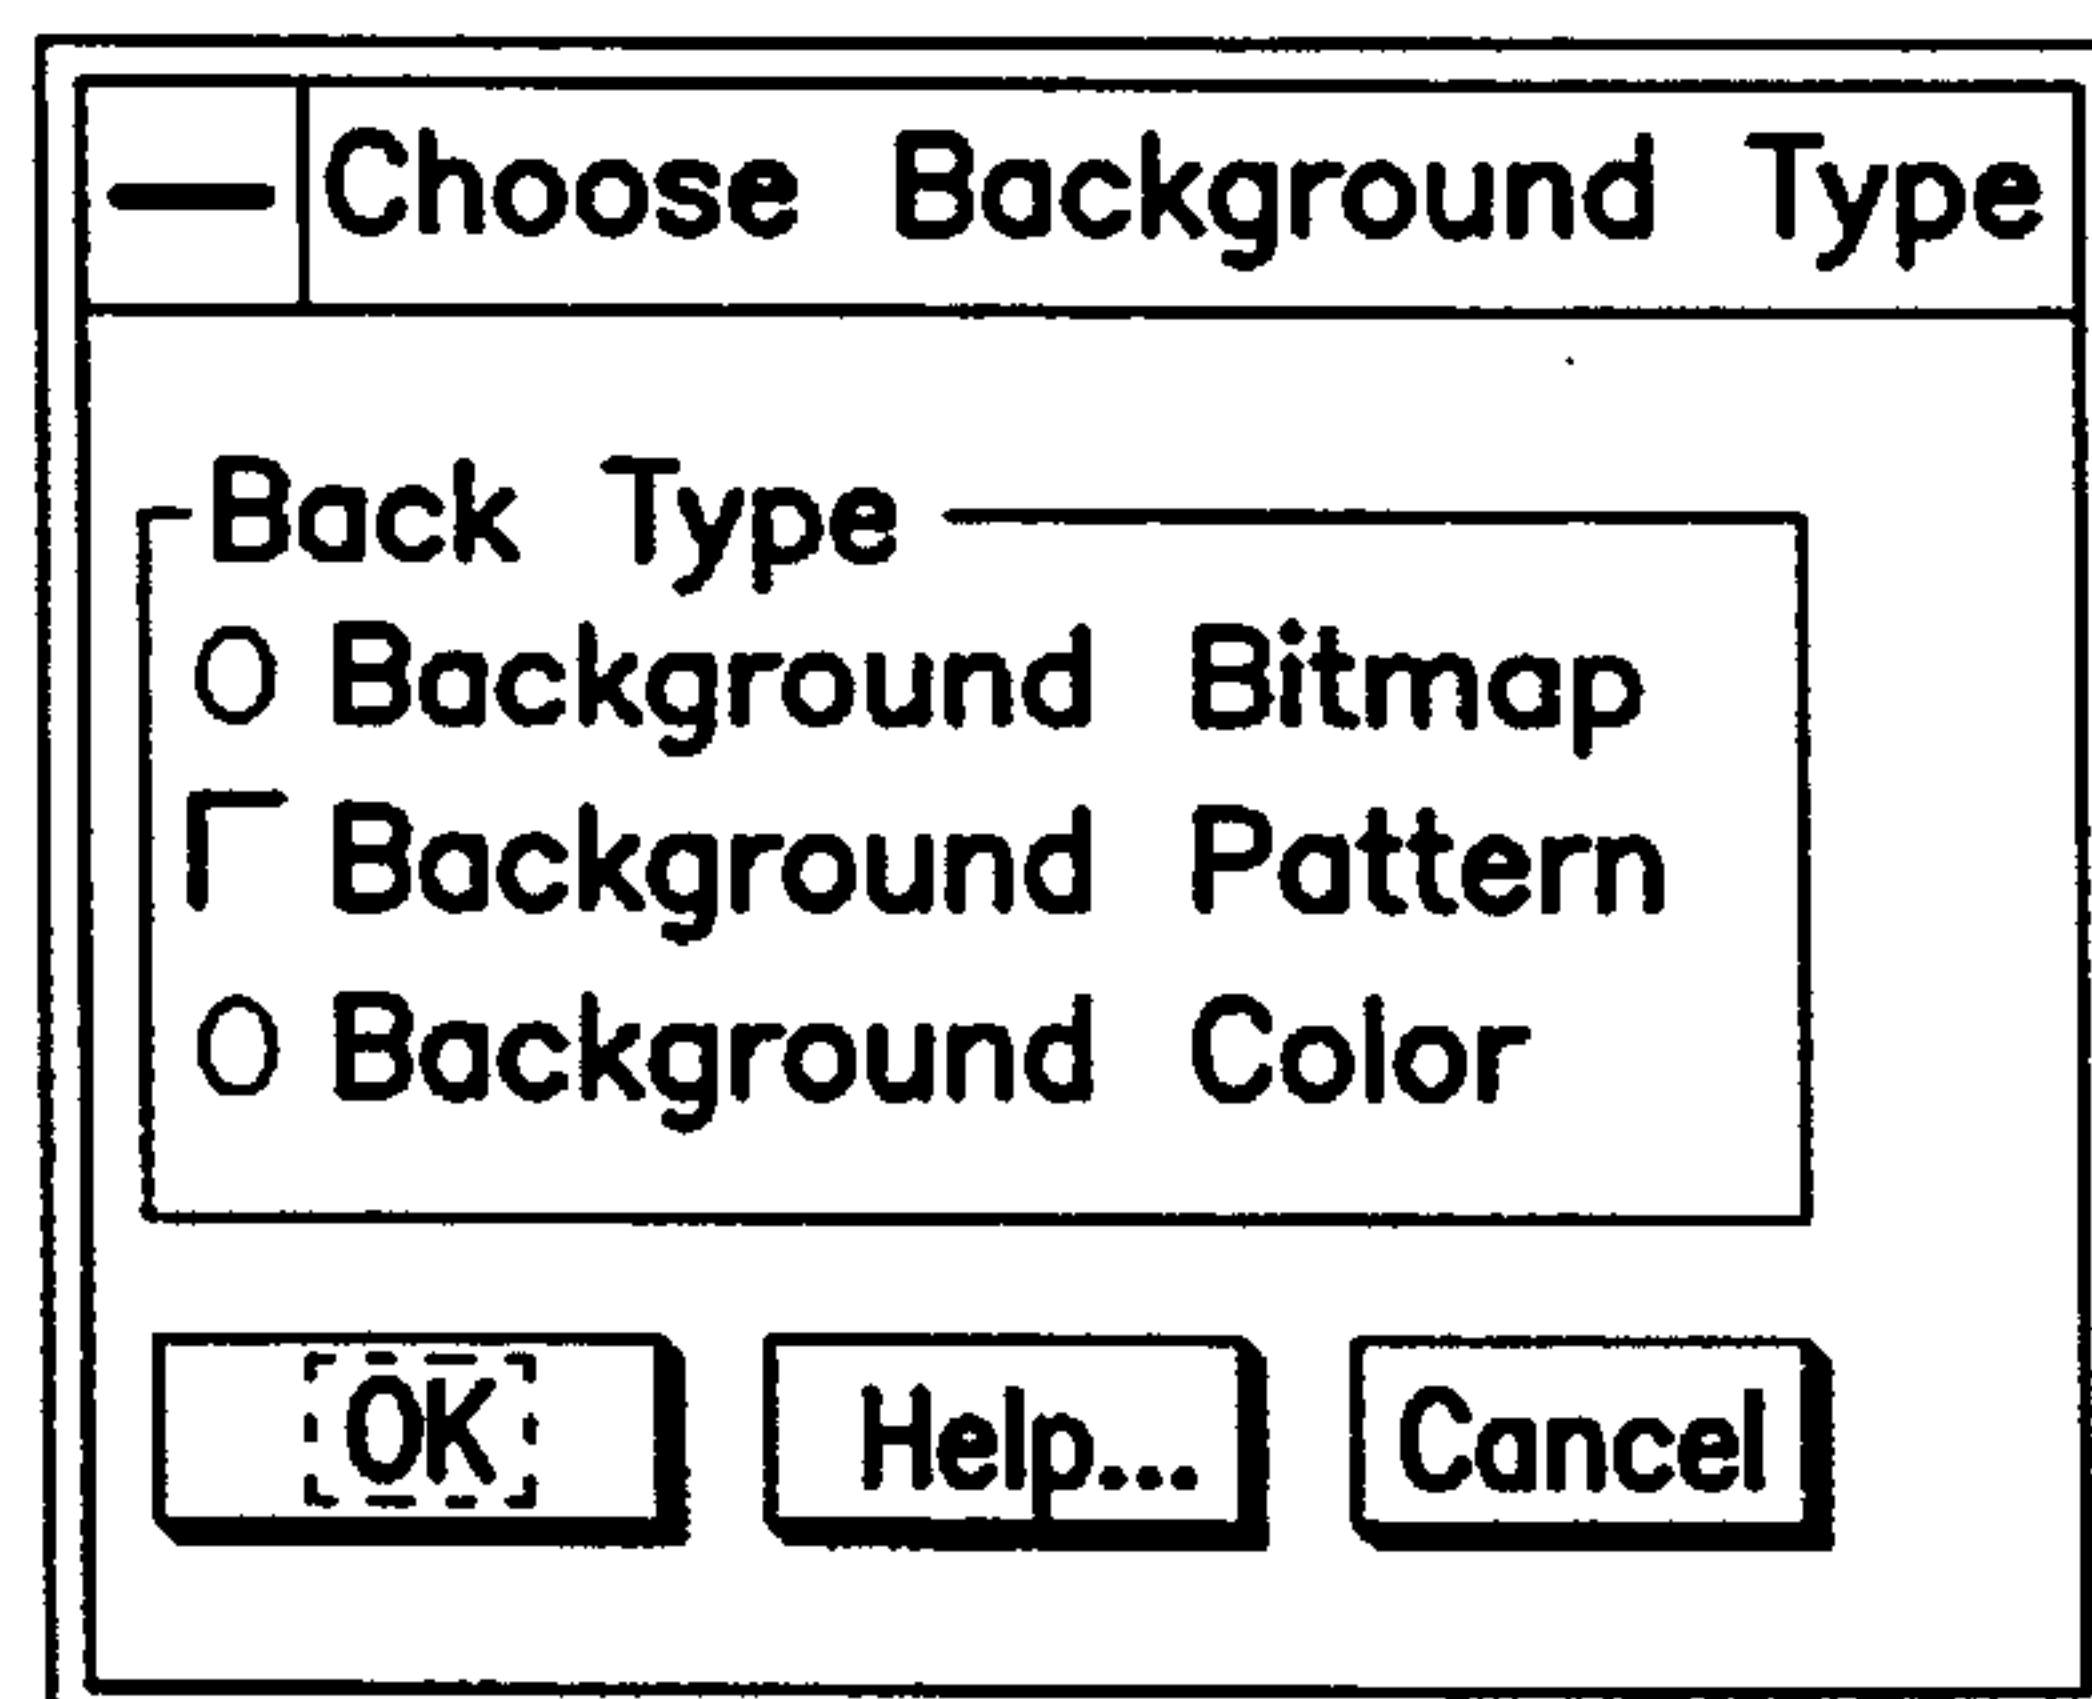 Choose Background Type
Back Type
Background Bitmap
Background Pattern
Background Color
OK Help... Cancel